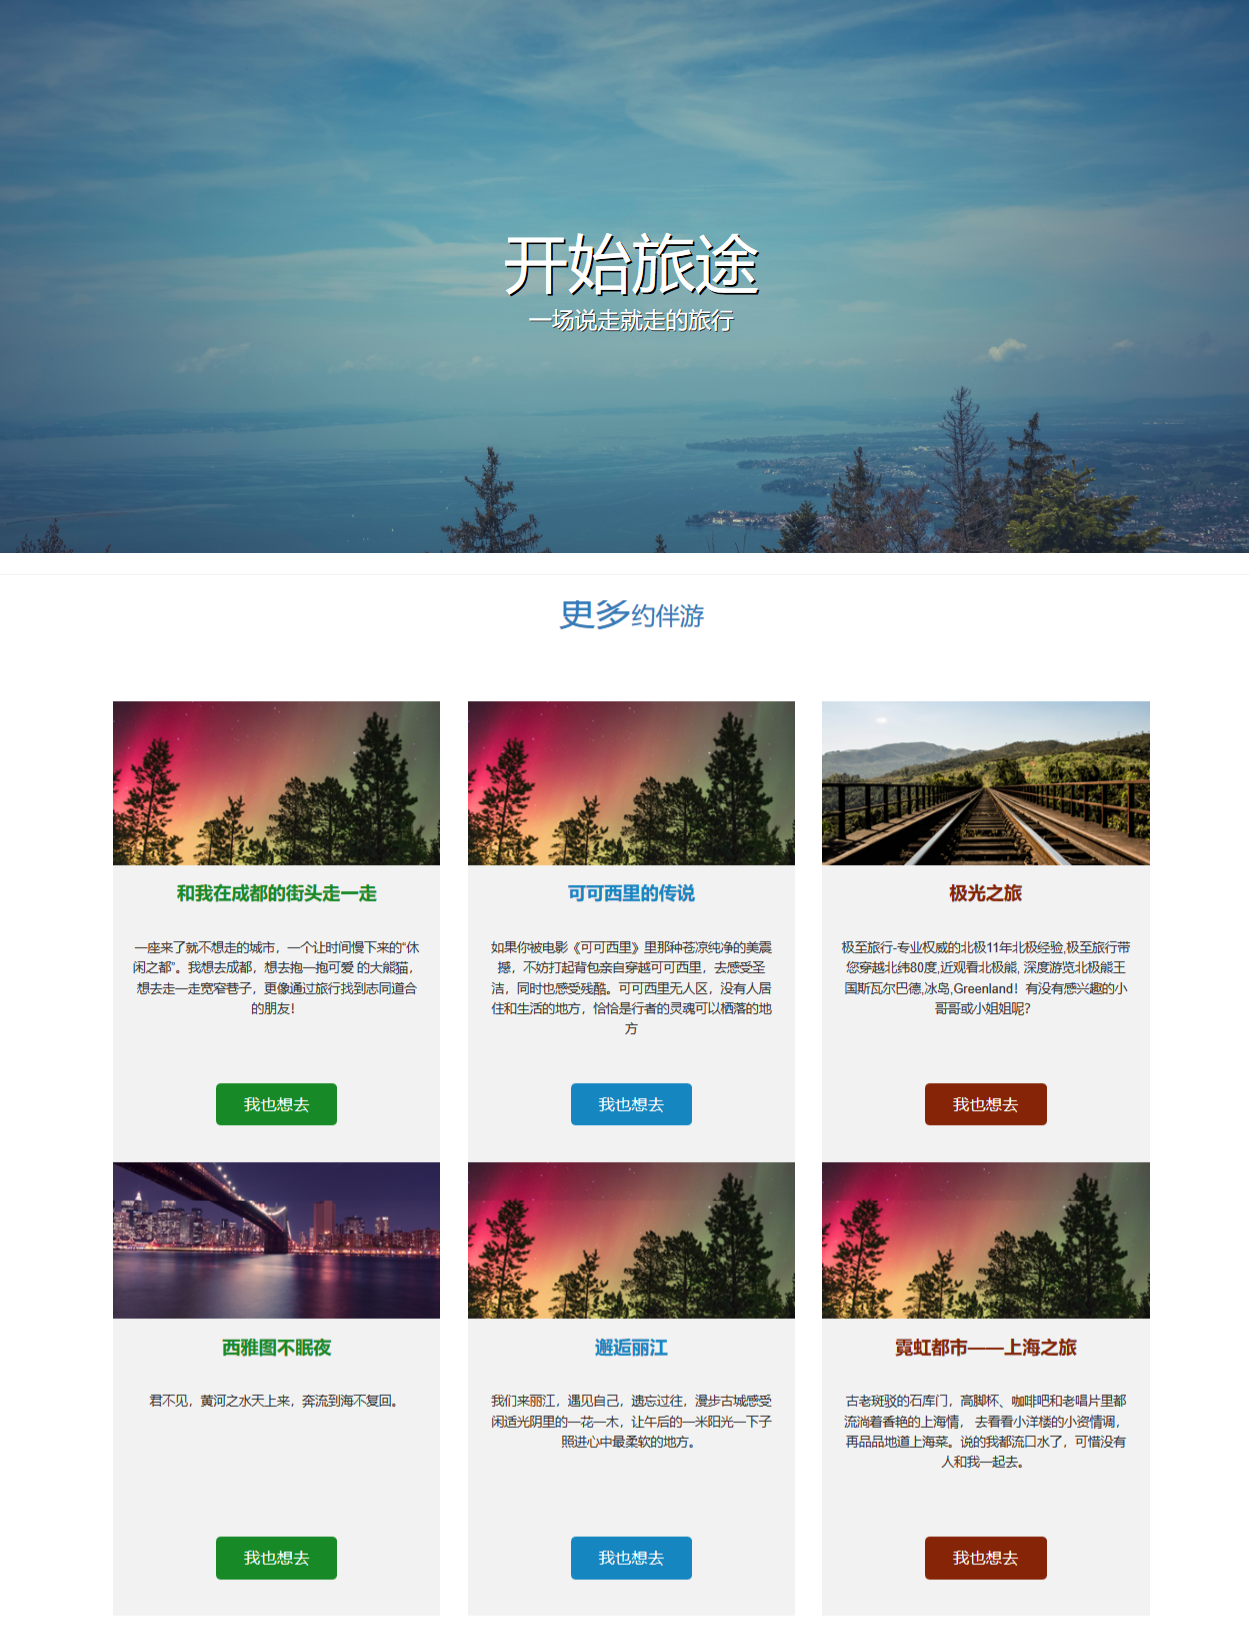 开始旅途
一场说走就走的旅行
更多约伴游
和我在成都的街头走一走
一座来了就不想走的城市，一个让时间慢下来的“休
闲之都”。我想去成都，想去抱一抱可爱 的大熊猫，
想去走一走宽窄巷子，更像通过旅行找到志同道合
的朋友！
我也想去
可可西里的传说
如果你被电影《可可西里》里那种苍凉纯净的美震
撼，不妨打起背包亲自穿越可可西里，去感受圣
洁，同时也感受残酷。可可西里无人区，没有人居
住和生活的地方，恰恰是行者的灵魂可以栖落的地
方
我也想去
极光之旅
极至旅行-专业权威的北极11年北极经验,极至旅行带
您穿越北纬80度,近观看北极熊, 深度游览北极熊王
国斯瓦尔巴德,冰岛,Greenland！有没有感兴趣的小
哥哥或小姐姐呢?
我也想去
西雅图不眠夜
君不见，黄河之水天上来，奔流到海不复回。
我也想去
邂逅丽江
我们来丽江，遇见自己，遗忘过往，漫步古城感受
闲适光阴里的一花一木，让午后的一米阳光一下子
照进心中最柔软的地方。
我也想去
霓虹都市——上海之旅
古老斑驳的石库门，高脚杯、咖啡吧和老唱片里都
流淌着香艳的上海情， 去看看小洋楼的小资情调，
再品品地道上海菜。说的我都流口水了，可惜没有
人和我一起去。
我也想去